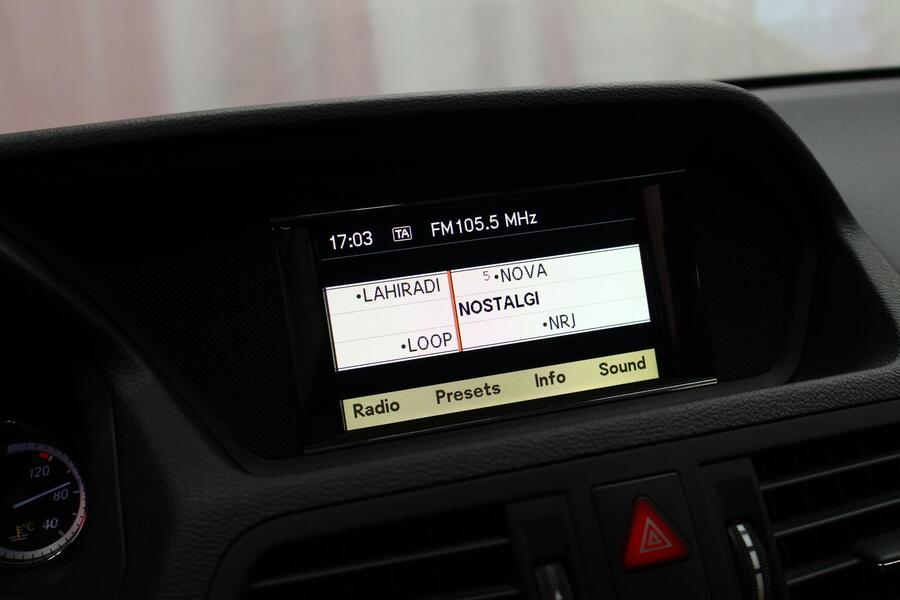 17:03 TA FM105.5 MHz
•LAHIRADI 5 •NOVA
NOSTALGI
•LOOP •NRJ
Radio Presets Info Sound
120
80
°C 40